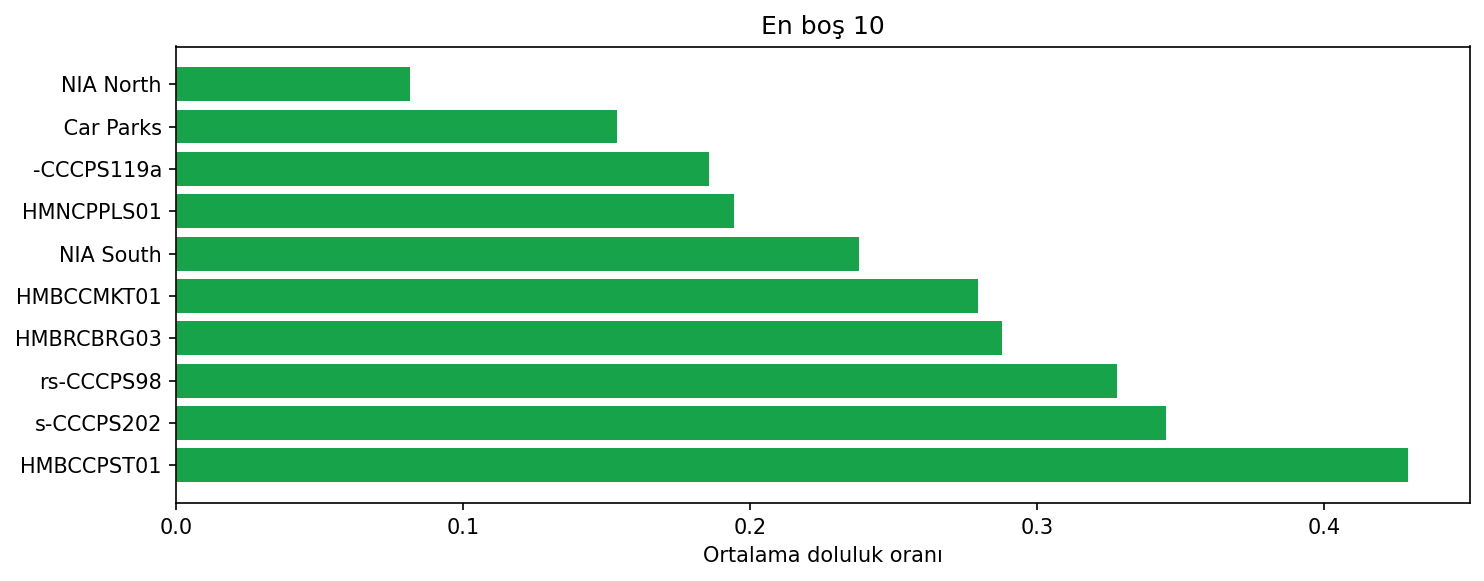 En boş 10
NIA North
Car Parks
-CCCPS119a
HMNCPPLS01
NIA South
HMBCCMKT01
HMBRCBRG03
rs-CCCPS98
s-CCCPS202
HMBCCPST01
0.0 0.1 0.2 0.3 0.4
Ortalama doluluk oranı